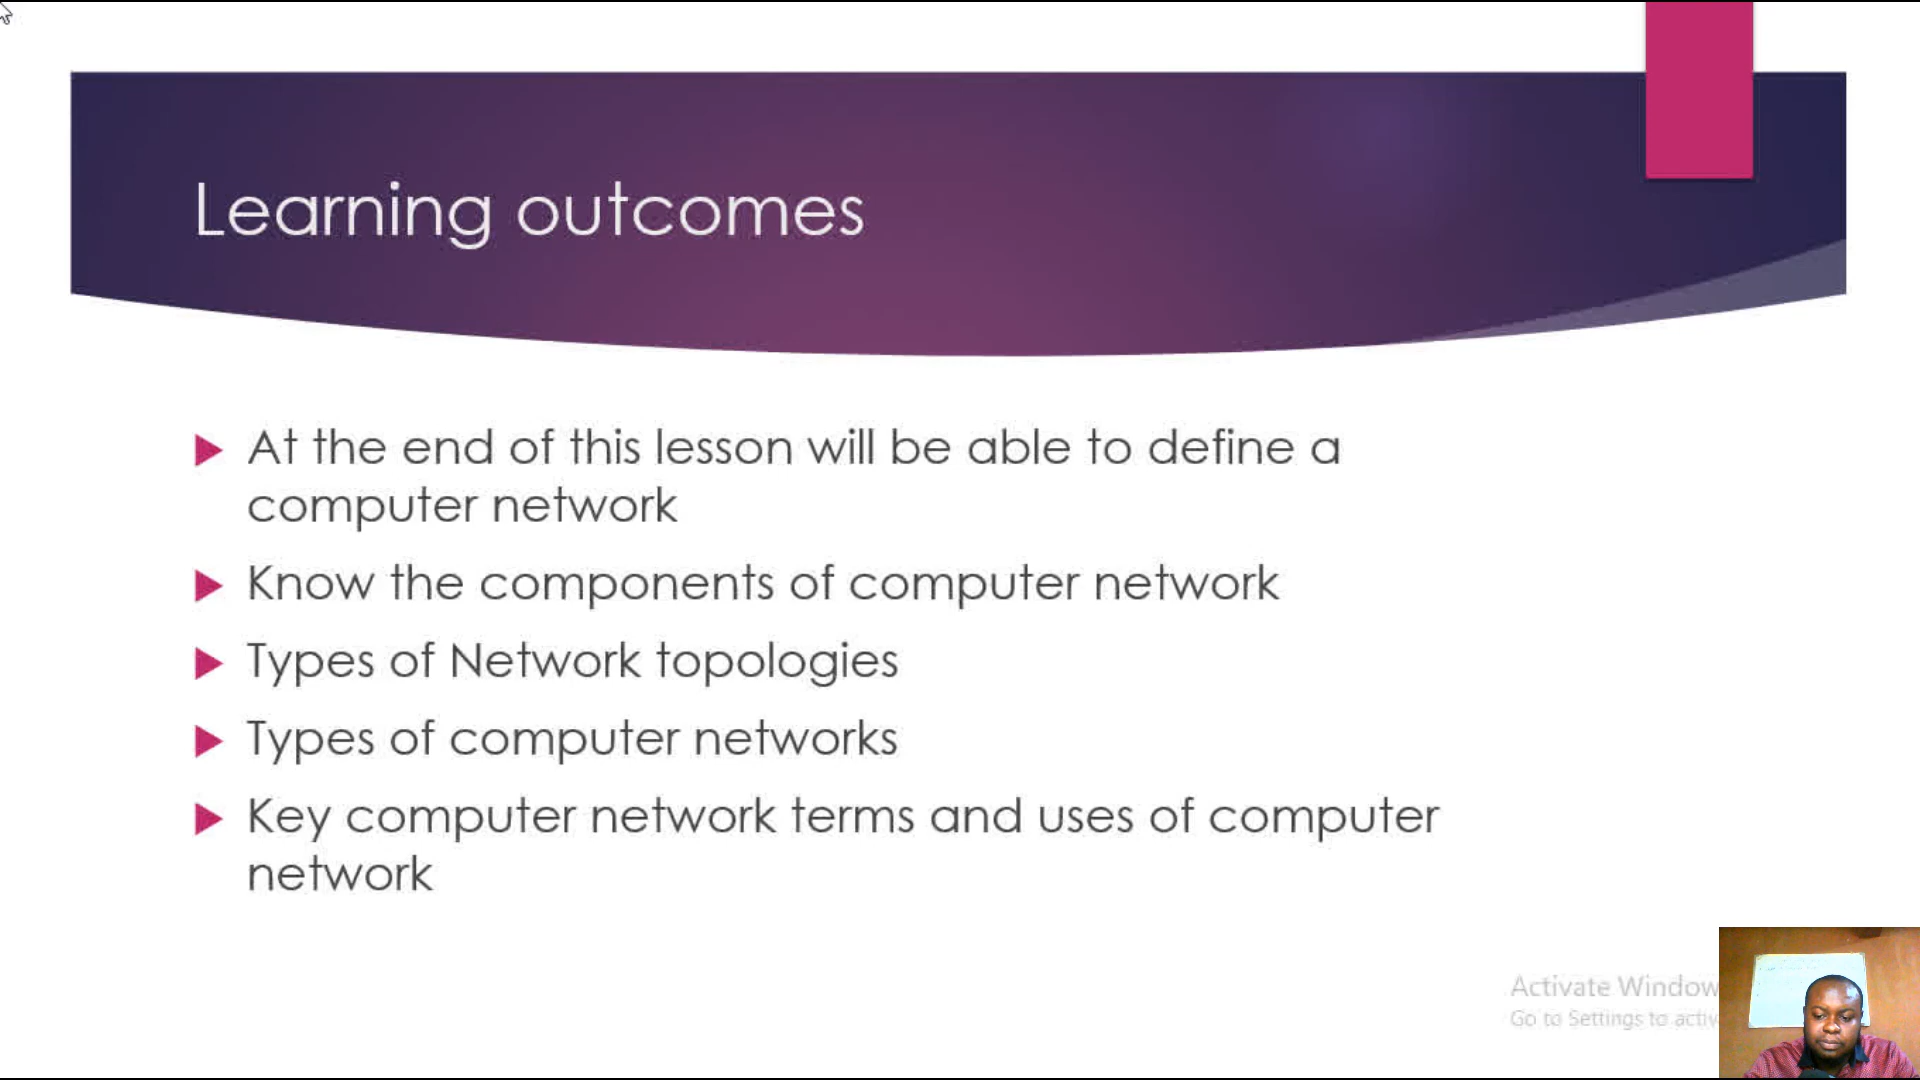 Learning outcomes
At the end of this lesson will be able to define a
computer network
Know the components of computer network
Types of Network topologies
Types of computer networks
Key computer network terms and uses of computer
network
Activate Window
Go to Settings to activ